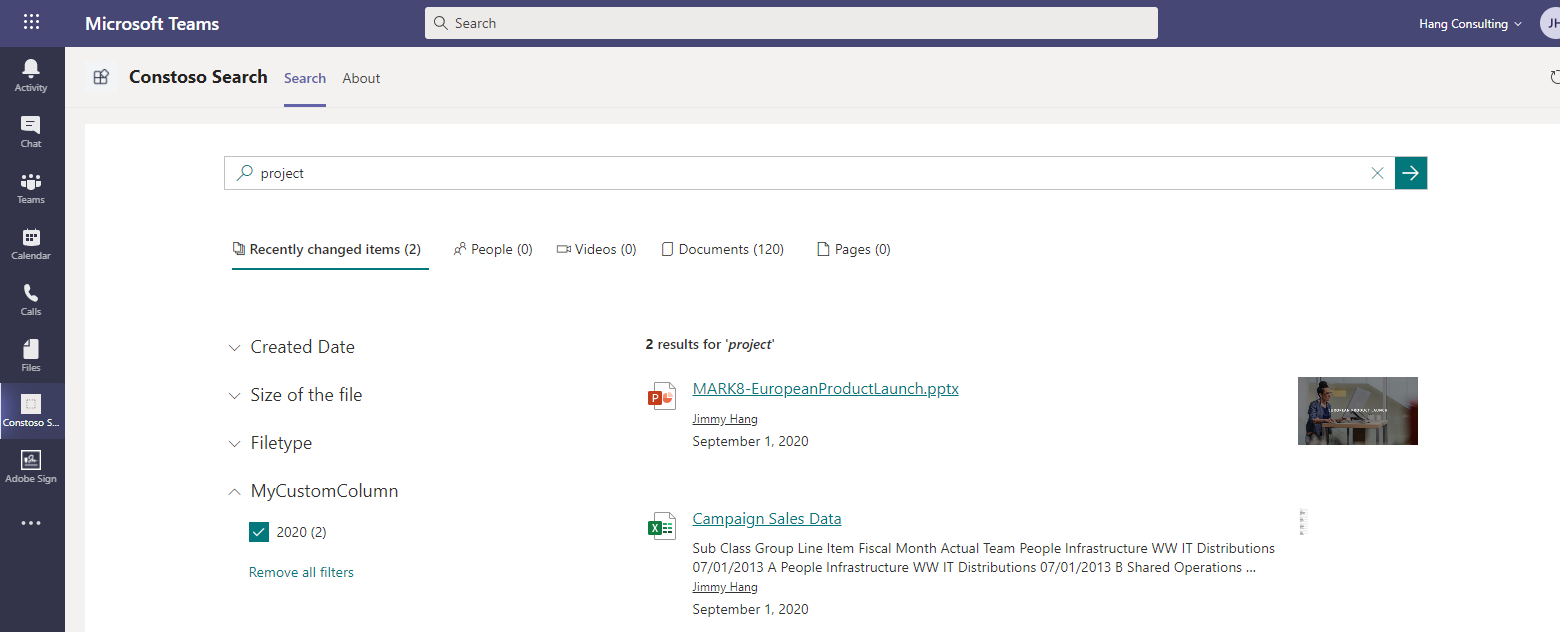 Microsoft Teams
Search
Hang Consulting
JH
Activity
Chat
Teams
Calendar
Calls
Files
Constoso S...
Adobe Sign
Constoso Search
Search
About
project
Recently changed items (2)
People (0)
Videos (0)
Documents (120)
Pages (0)
Created Date
Size of the file
Filetype
MyCustomColumn
2020 (2)
Remove all filters
2 results for 'project'
MARK8-EuropeanProductLaunch.pptx
Jimmy Hang
September 1, 2020
EUROPEAN PRODUCT LAUNCH
Campaign Sales Data
Sub Class Group Line Item Fiscal Month Actual Team People Infrastructure WW IT Distributions
07/01/2013 A People Infrastructure WW IT Distributions 07/01/2013 B Shared Operations ...
Jimmy Hang
September 1, 2020